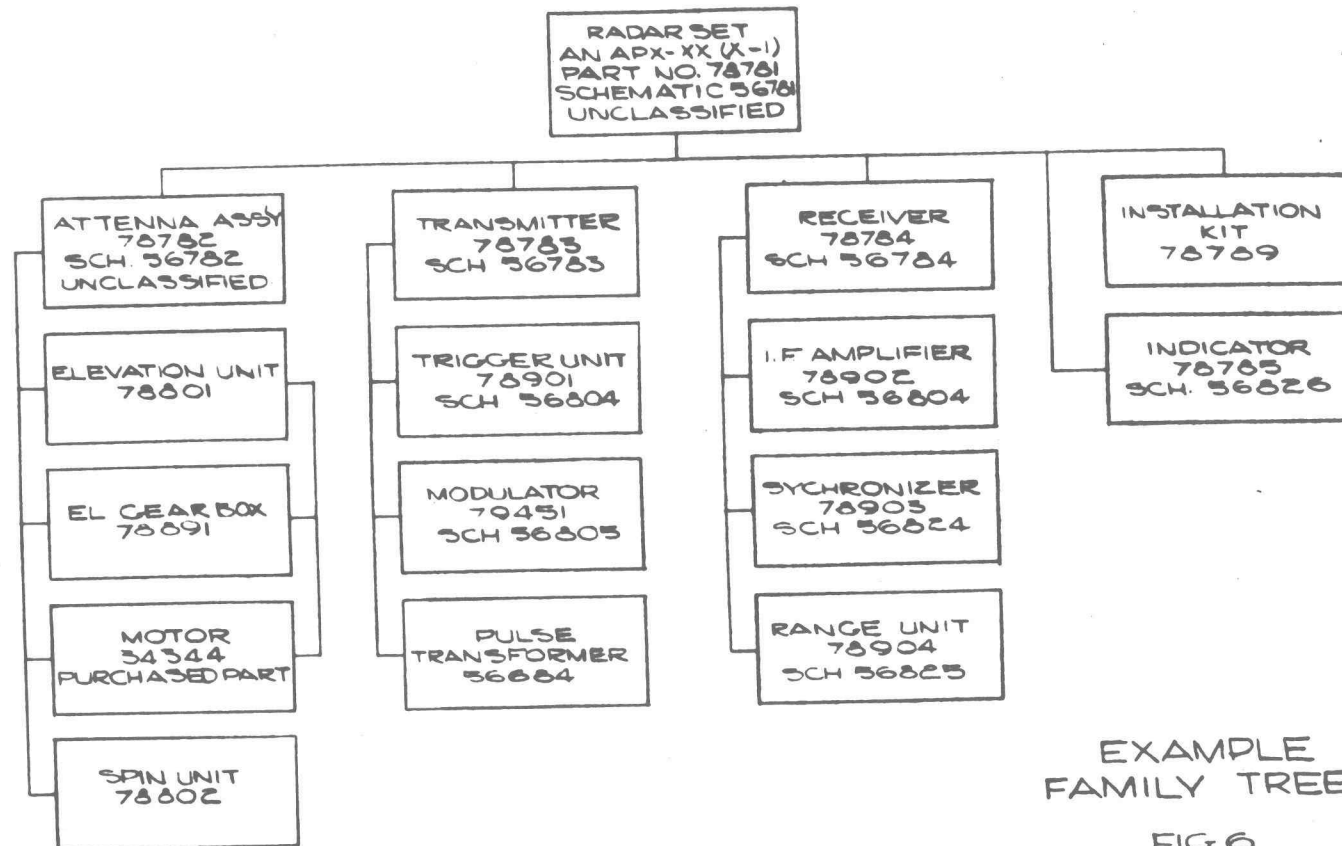 RADAR SET
AN APX-XX (X-1)
PART NO. 78781
SCHEMATIC 56781
UNCLASSIFIED
ATTENNA ASSY
78782
SCH. 56782
UNCLASSIFIED
ELEVATION UNIT
78801
EL GEAR BOX
78891
MOTOR
34344
PURCHASED PART
SPIN UNIT
78802
TRANSMITTER
78783
SCH 56783
TRIGGER UNIT
78901
SCH 56804
MODULATOR
79451
SCH 56805
PULSE
TRANSFORMER
56884
RECEIVER
78784
SCH 56784
I.F AMPLIFIER
78902
SCH 56804
SYCHRONIZER
78903
SCH 56824
RANGE UNIT
78904
SCH 56825
INSTALLATION
KIT
78789
INDICATOR
78785
SCH. 56826
EXAMPLE
FAMILY TREE
FIG 6